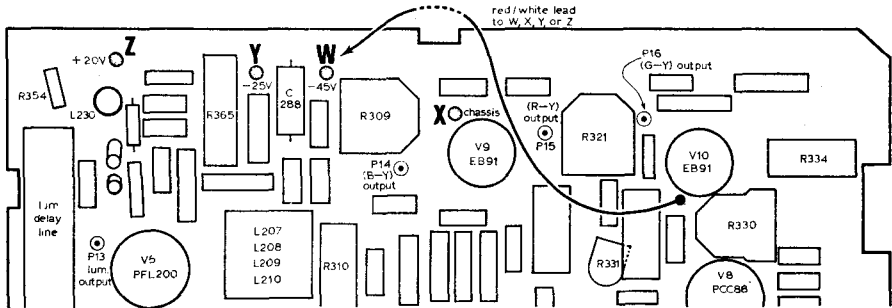 red/white lead
to W, X, Y, or Z
Z
+20V
Y
-25V
W
-45V
P16
(G-Y) output
R354
L230
R365
C
288
R309
X
chassis
(R-Y)
output
P15
R321
V9
EB91
V10
EB91
R334
P14
(B-Y)
output
lum
delay
line
L207
L208
L209
L210
R310
R330
R331
P13
lum.
output
V5
PFL200
V8
PCC88